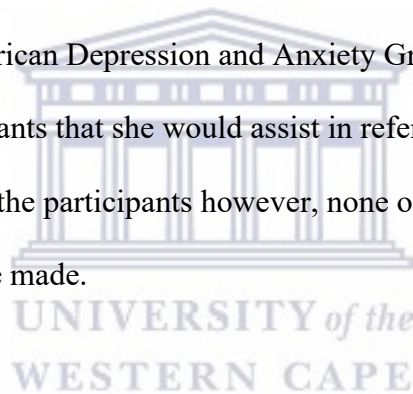 rican Depression and Anxiety Gr
ants that she would assist in refer
the participants however, none o
e made.
UNIVERSITY of the
WESTERN CAPE